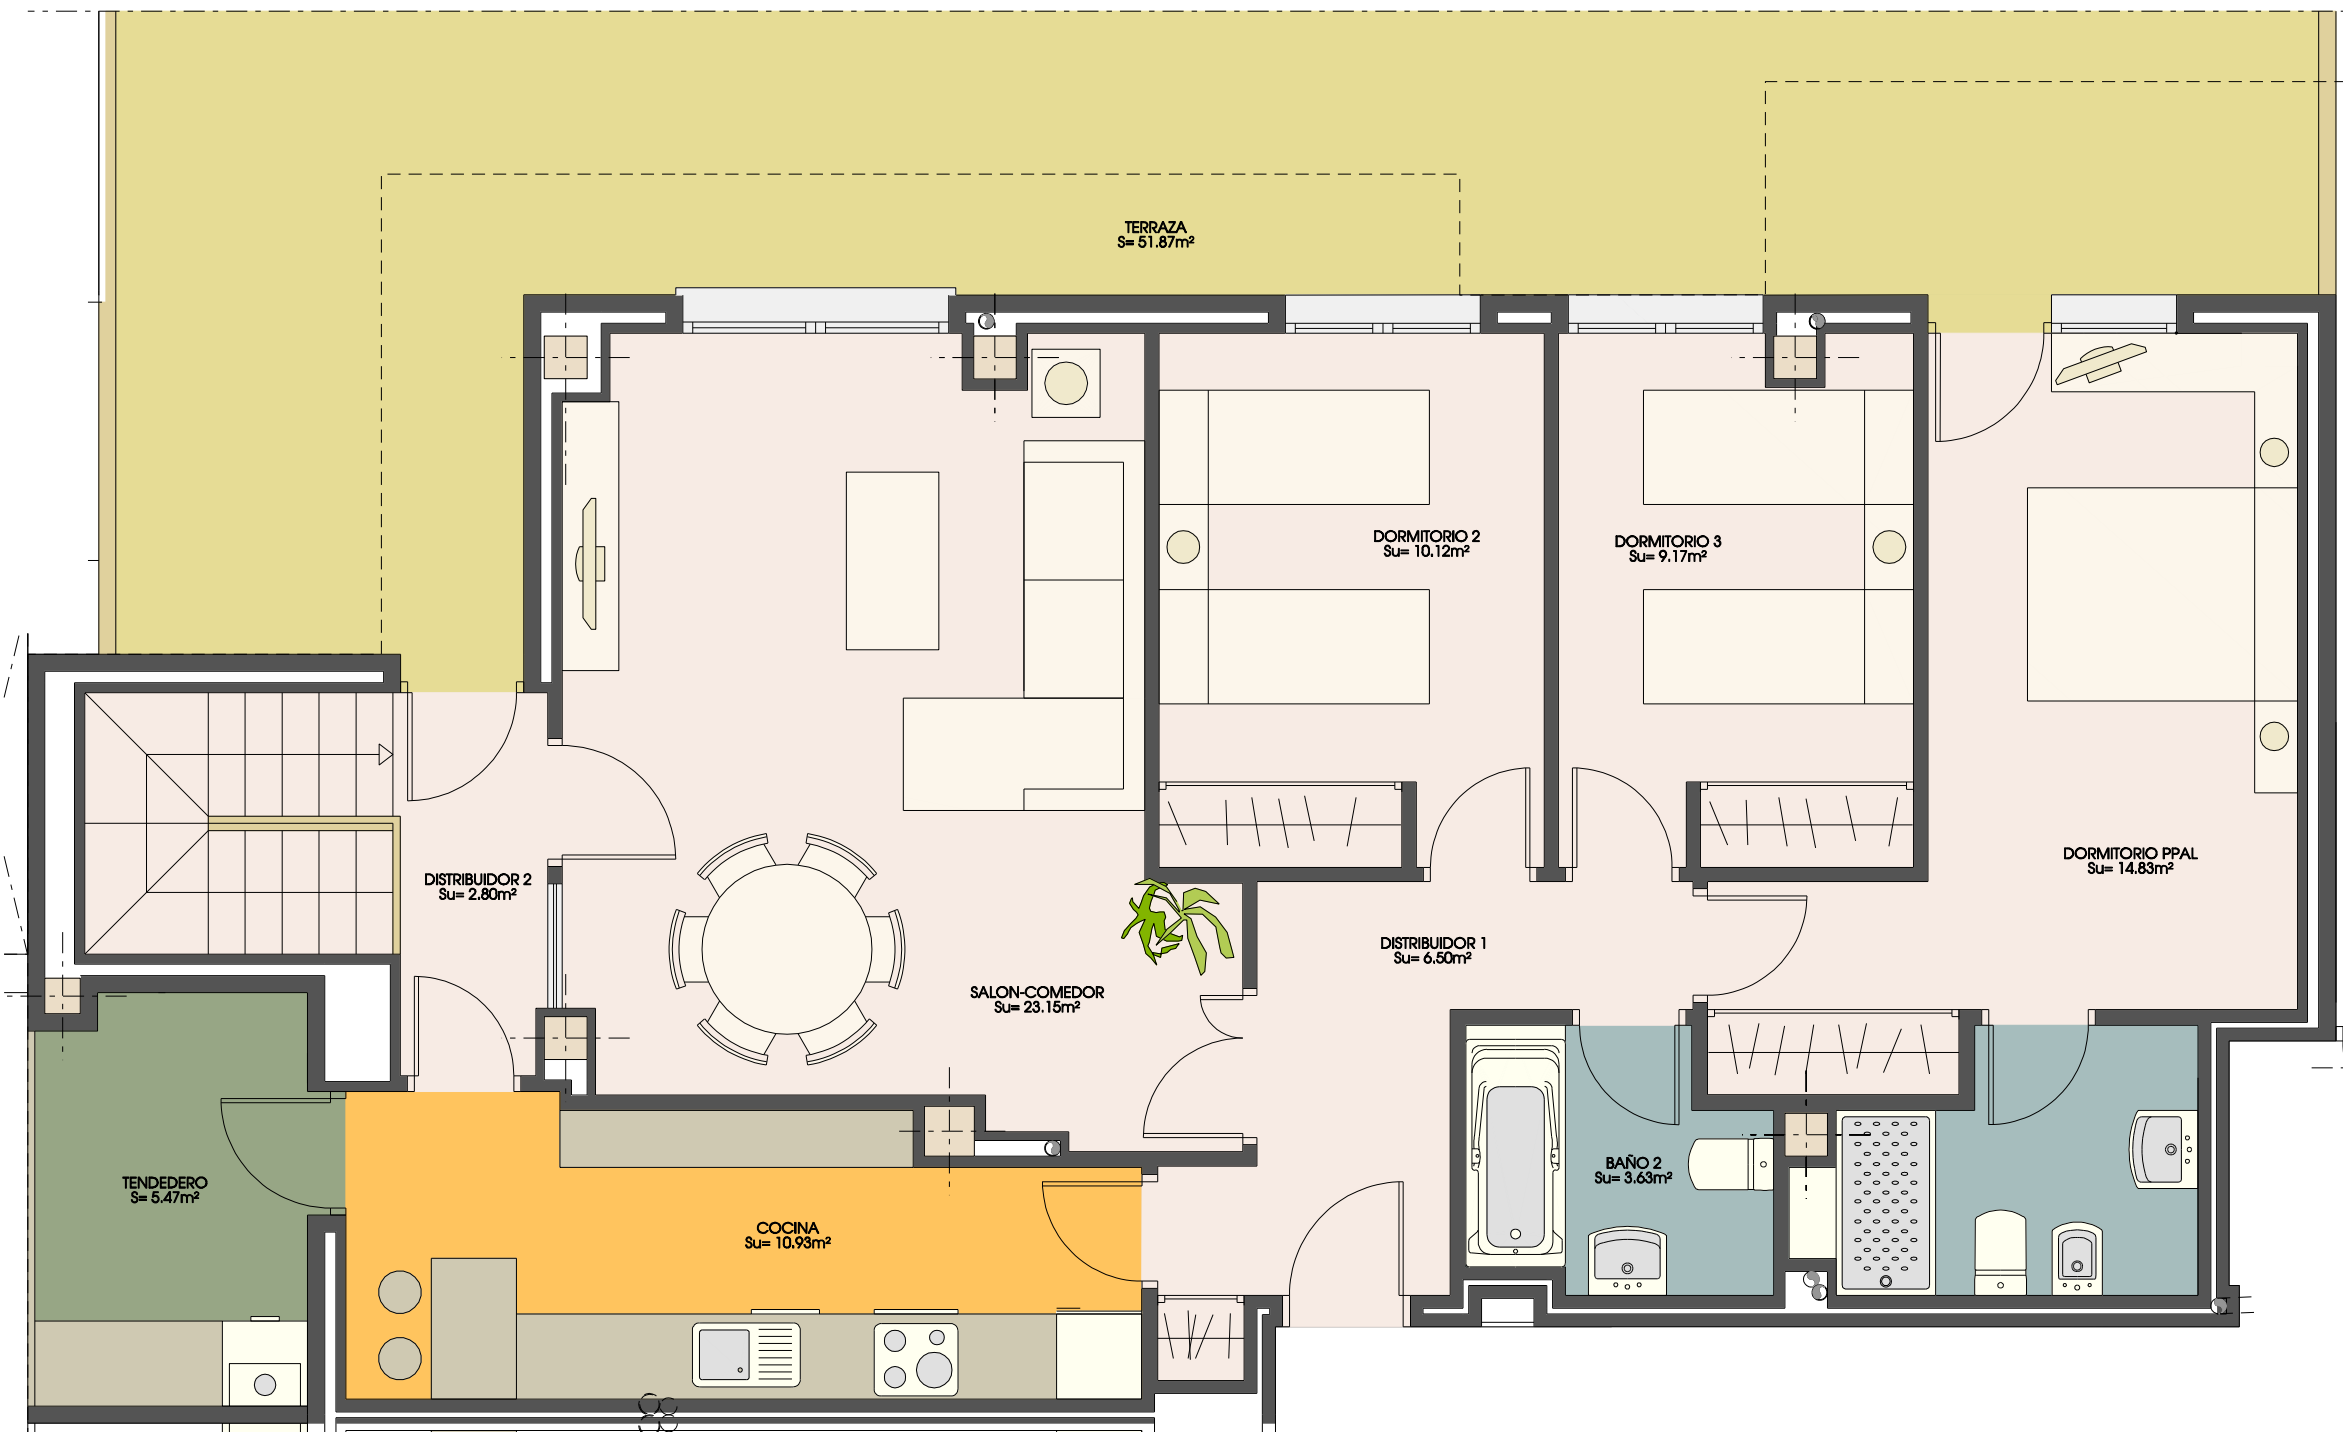 TERRAZA
S= 51.87m²
DORMITORIO 2
Su= 10.12m²
DORMITORIO 3
Su= 9.17m²
DORMITORIO PPAL
Su= 14.83m²
DISTRIBUIDOR 2
Su= 2.80m²
DISTRIBUIDOR 1
Su= 6.50m²
SALON-COMEDOR
Su= 23.15m²
TENDEDERO
S= 5.47m²
BAÑO 2
Su= 3.63m²
COCINA
Su= 10.93m²